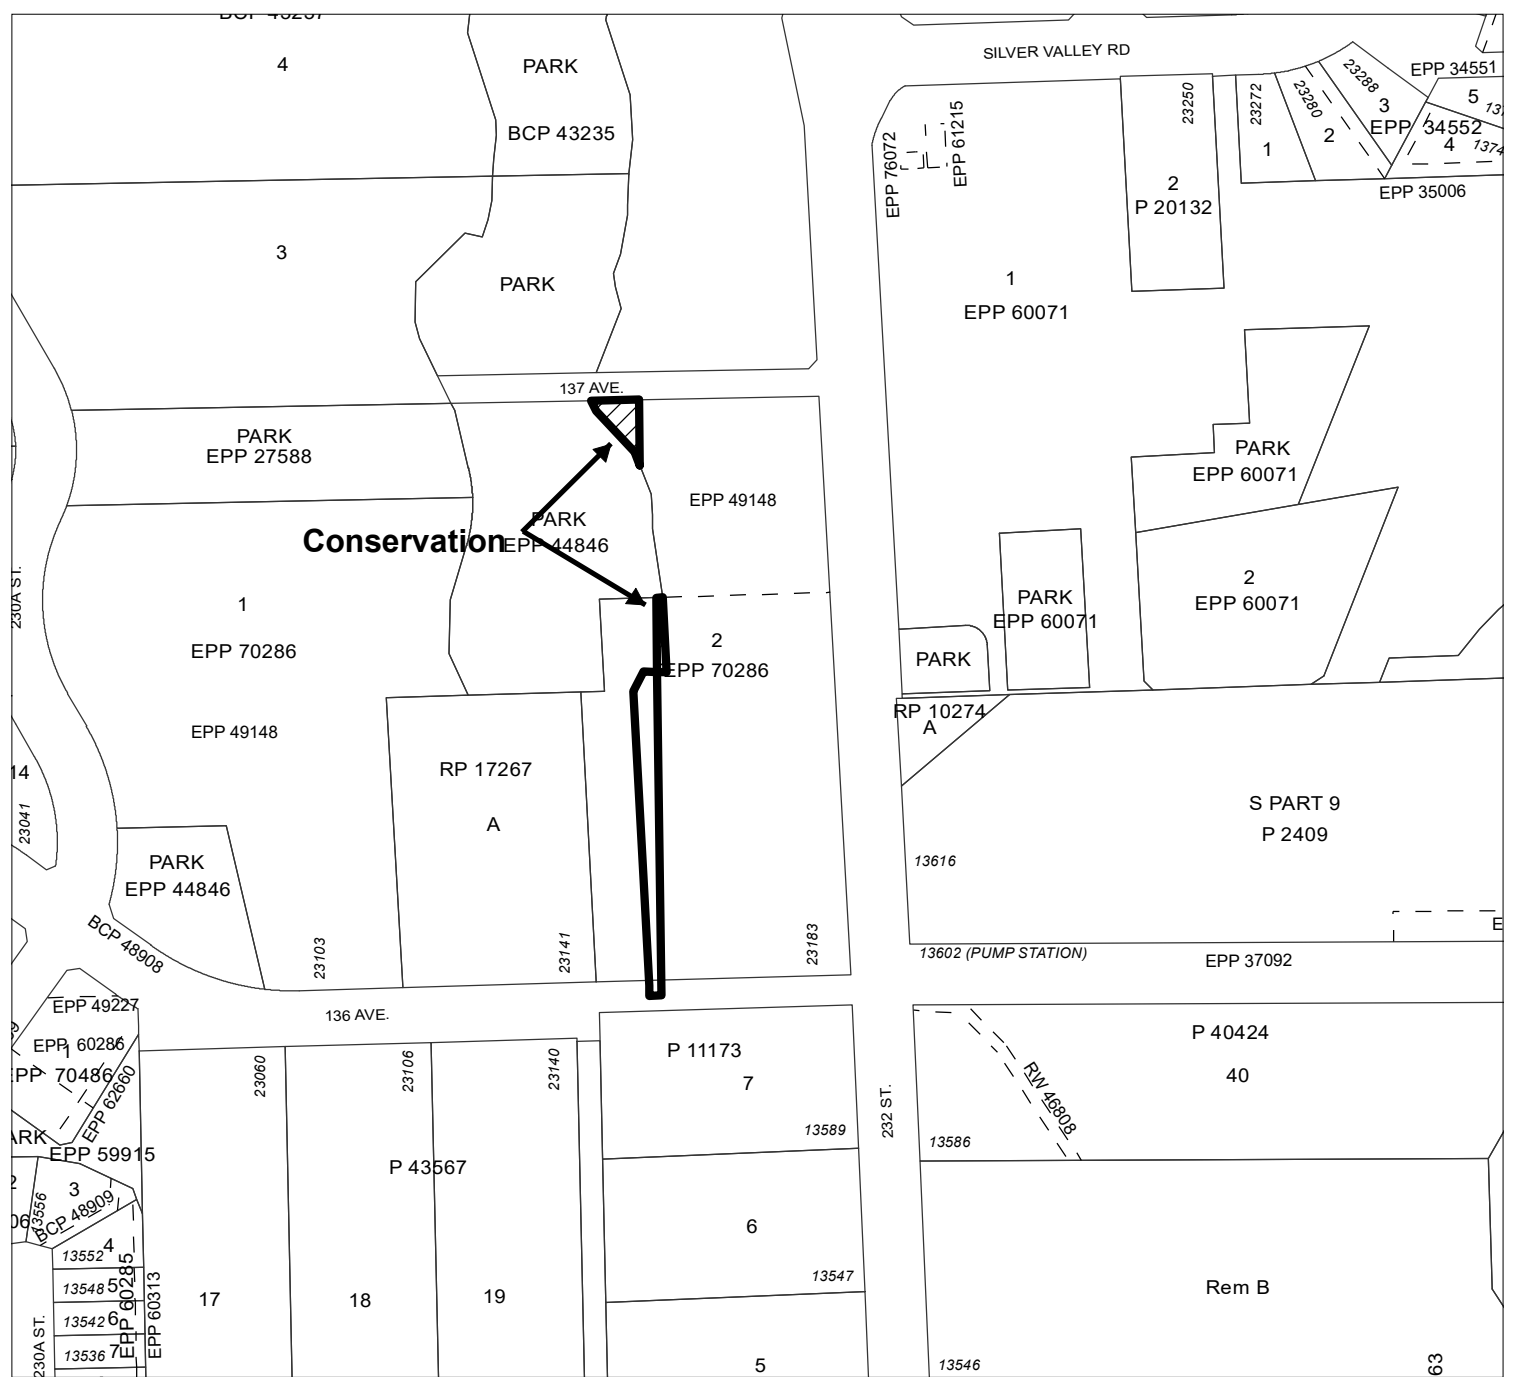 BCP 45257
4
PARK
BCP 43235
SILVER VALLEY RD
EPP 34551
23250
23272
23280
23288
3
5
EPP 34552
4
1374
1
2
EPP 35006
EPP 76072
EPP 61215
2
P 20132
3
PARK
1
EPP 60071
137 AVE.
PARK
EPP 27588
PARK
EPP 60071
EPP 49148
PARK
EPP 44846
Conservation
230A ST.
1
EPP 70286
2
EPP 70286
PARK
EPP 60071
2
EPP 60071
PARK
RP 10274
A
EPP 49148
RP 17267
A
14
23041
S PART 9
P 2409
13616
PARK
EPP 44846
BCP 48908
23103
23141
23183
13602 (PUMP STATION)
EPP 37092
E
EPP 49227
136 AVE.
EPP 60286
1
EPP 70486
EPP 62660
23060
23106
23140
P 11173
7
13589
232 ST.
RW 46808
P 40424
40
13586
ARK
EPP 59915
P 43567
2
3
06
13556
BCP 48909
4
13552
13548 5
13542 6
13536 7
EPP 60285
EPP 60313
230A ST.
17
18
19
6
13547
5
Rem B
13546
63